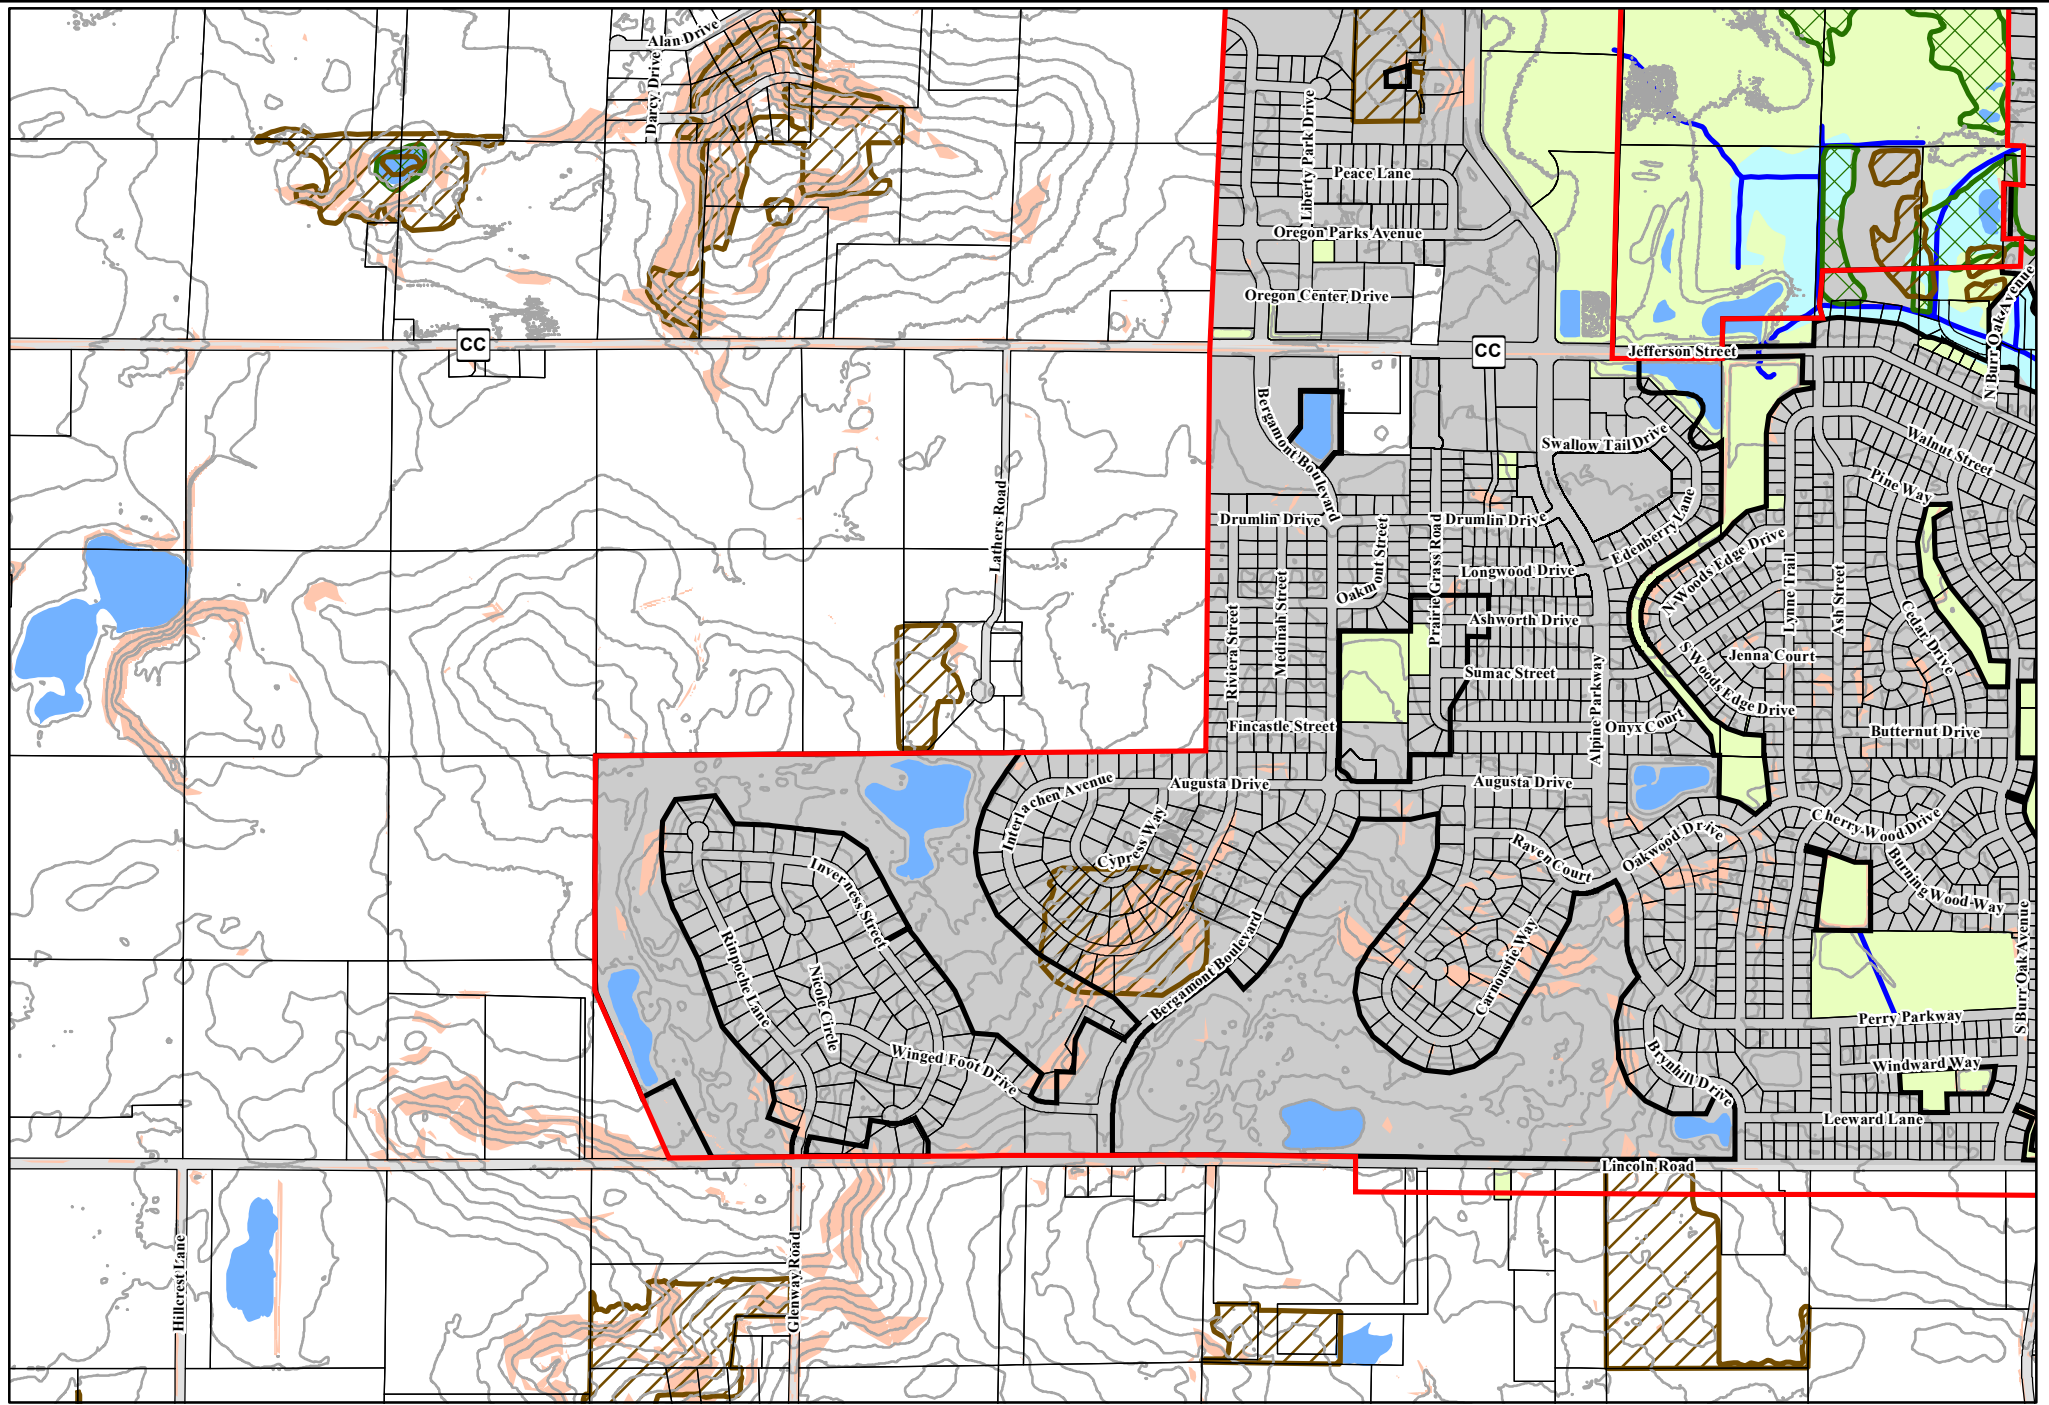 Alan Drive
Darcy Drive
Liberty Park Drive
Peace Lane
Oregon Parks Avenue
Oregon Center Drive
N Burr Oak Avenue
CC
CC
Jefferson Street
Bergamont Boulevard
Swallow Tail Drive
Walnut Street
Pine Way
Lathers Road
Drumlin Drive
Drumlin Drive
Oakmont Street
Prairie Grass Road
Edenberry Lane
Longwood Drive
N Woods Edge Drive
Lynne Trail
Ash Street
Cedar Drive
Riviera Street
Medinah Street
Ashworth Drive
Sumac Street
Alpine Parkway
S Woods Edge Drive
Jenna Court
Fincastle Street
Onyx Court
Butternut Drive
Interlachen Avenue
Augusta Drive
Augusta Drive
Cypress Way
Raven Court
Oakwood Drive
Cherry Wood Drive
Burning Wood Way
Inverness Street
Rinpoche Lane
Nicole Circle
Bergamont Boulevard
Carnoustie Way
S Burr Oak Avenue
Perry Parkway
Winged Foot Drive
Brynhill Drive
Windward Way
Leeward Lane
Lincoln Road
Hillcrest Lane
Glenway Road